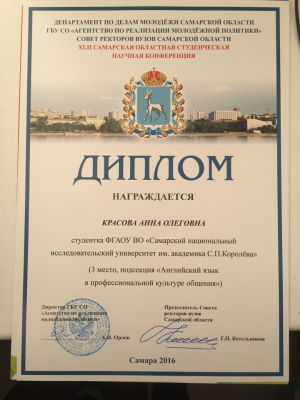 ДЕПАРТАМЕНТ ПО ДЕЛАМ МОЛОДЁЖИ САМАРСКОЙ ОБЛАСТИ
ГБУ СО «АГЕНТСТВО ПО РЕАЛИЗАЦИИ МОЛОДЁЖНОЙ ПОЛИТИКИ»
СОВЕТ РЕКТОРОВ ВУЗОВ САМАРСКОЙ ОБЛАСТИ
XLII САМАРСКАЯ ОБЛАСТНАЯ СТУДЕНЧЕСКАЯ
НАУЧНАЯ КОНФЕРЕНЦИЯ
ДИПЛОМ
НАГРАЖДАЕТСЯ
КРАСОВА АННА ОЛЕГОВНА
студентка ФГАОУ ВО «Самарский национальный
исследовательский университет им. академика С.П.Королёва»
(3 место, подсекция «Английский язык
в профессиональной культуре общения»)
Директор ГБУ СО
«Агентство по реализации
молодёжной политики»
А.П. Орлов
Председатель Совета
ректоров вузов
Самарской области
Г.П. Котельников
Самара 2016